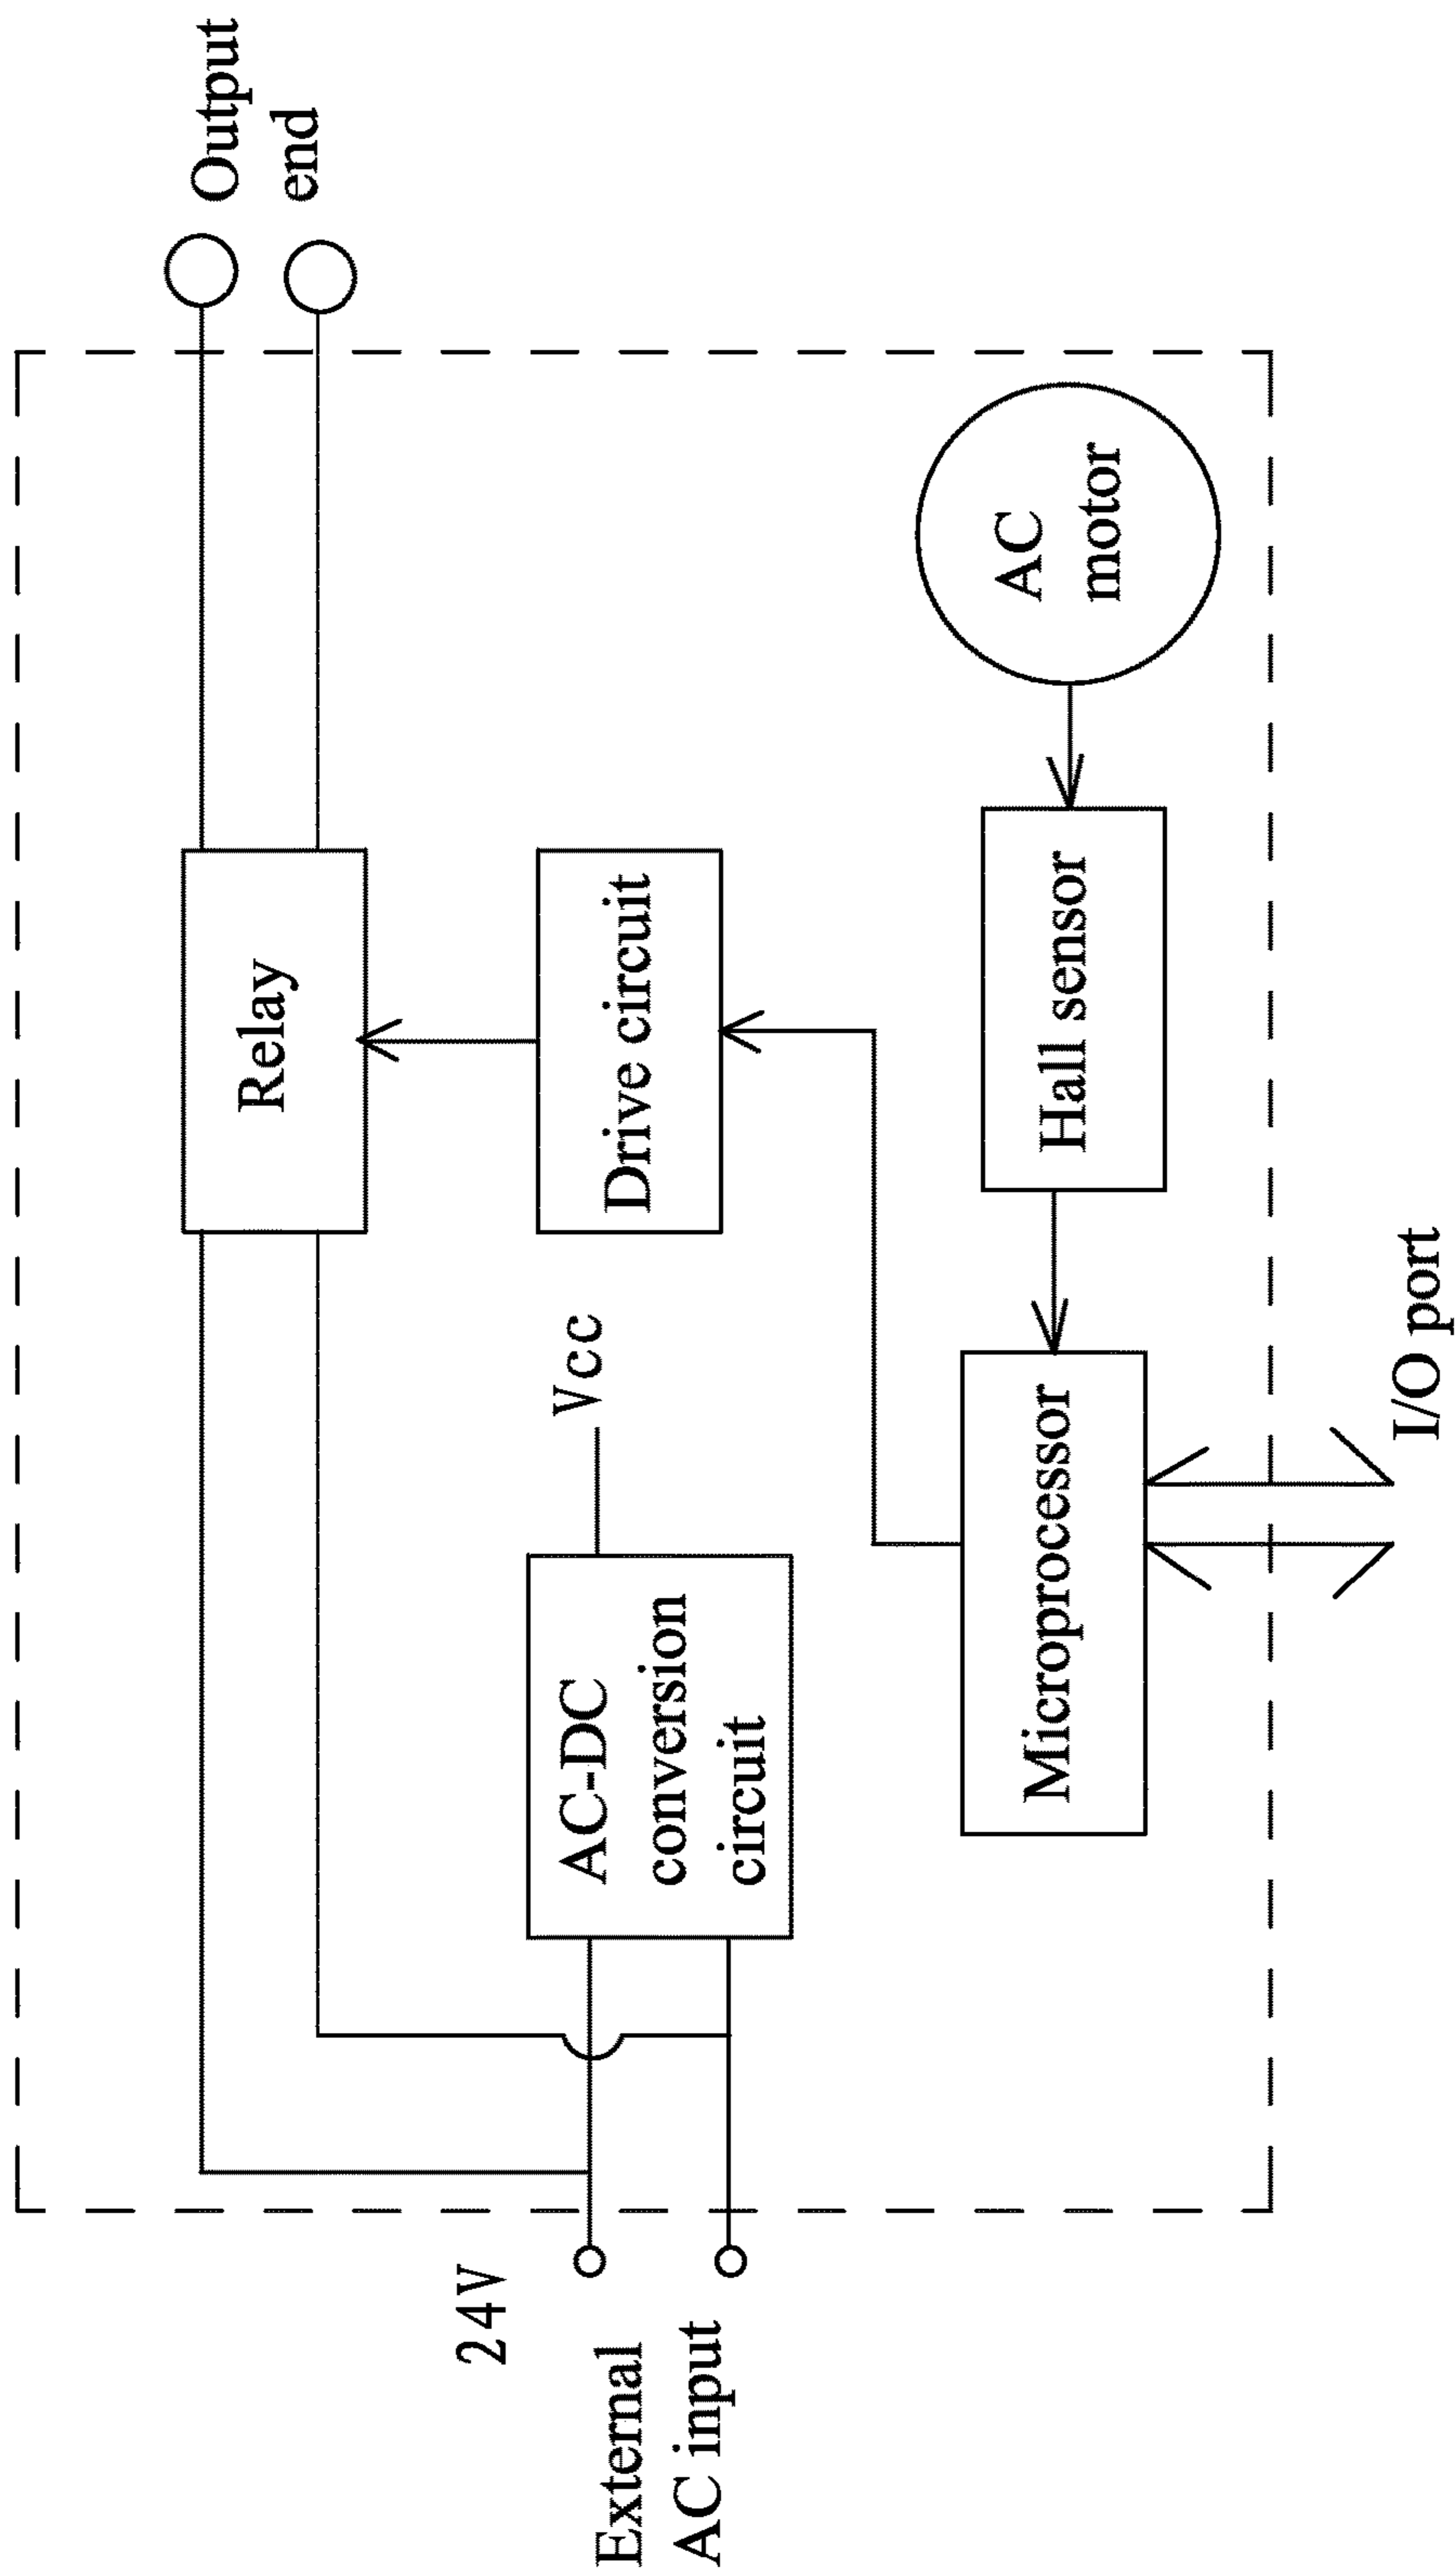 Output
end
Relay
24V
External
AC input
AC-DC
conversion
circuit
Vcc
Drive circuit
Microprocessor
Hall sensor
AC
motor
I/O port